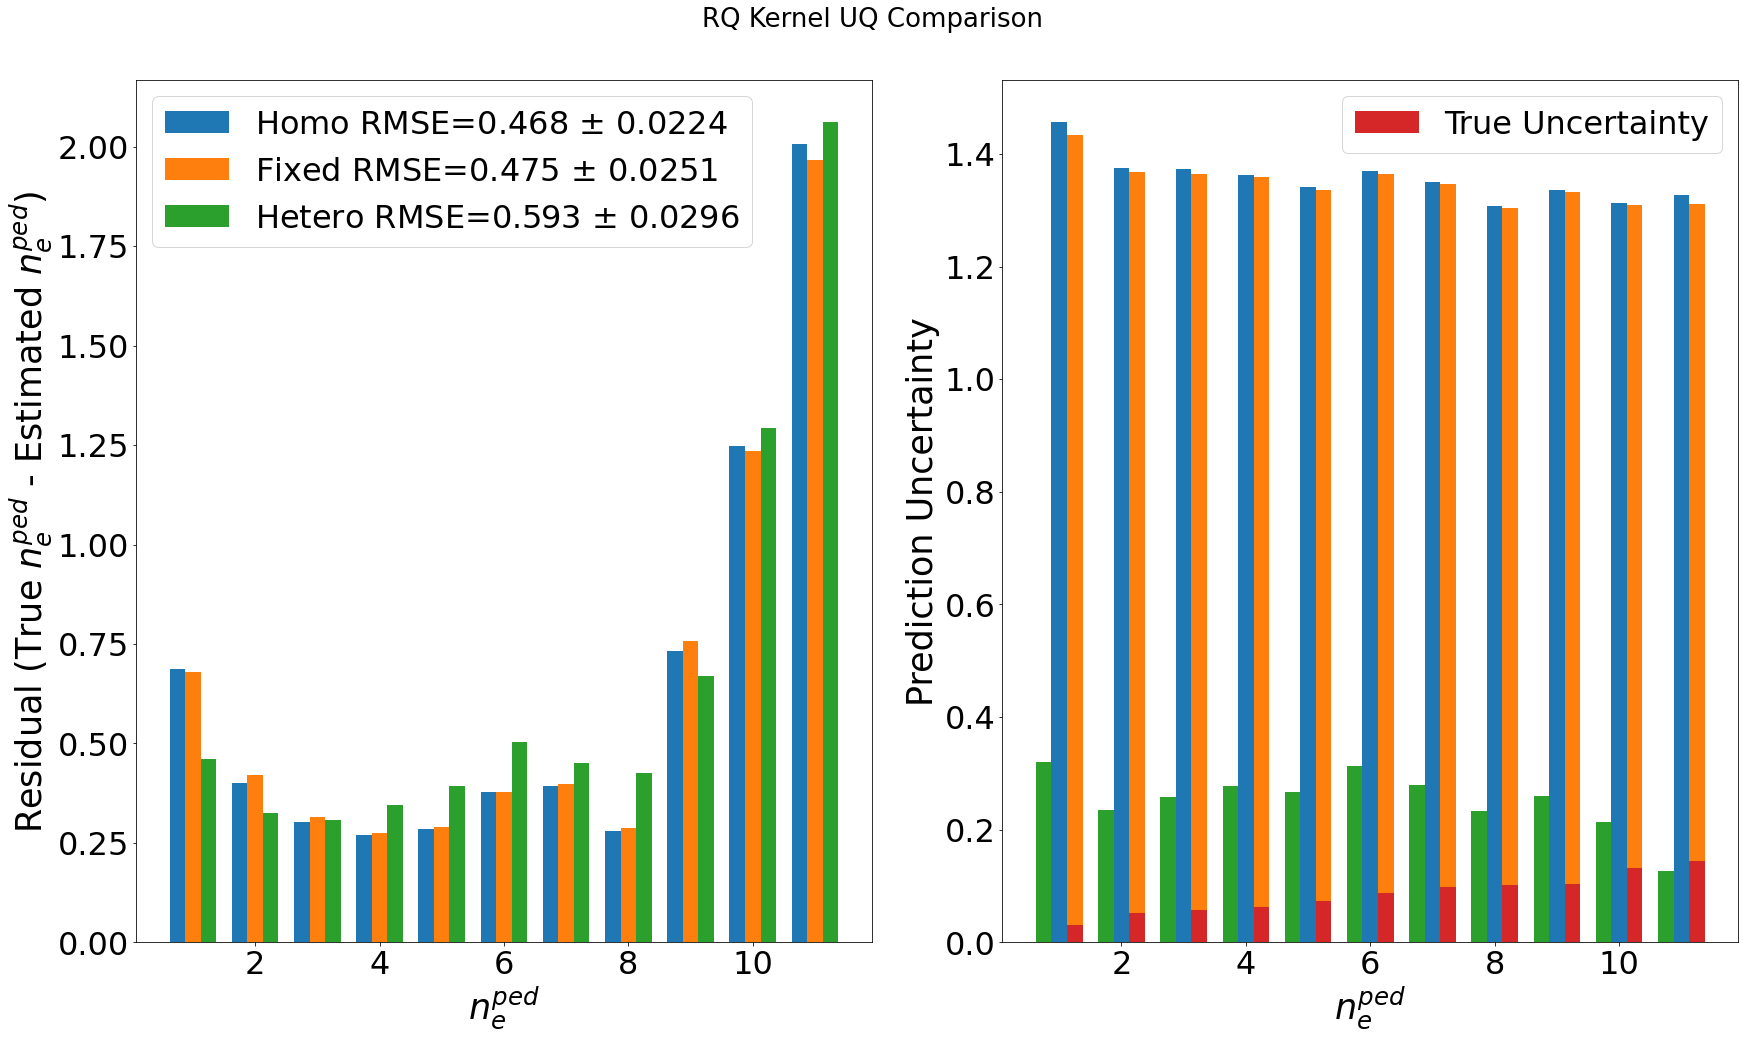 RQ Kernel UQ Comparison
Residual (True $n_e^{ped}$ - Estimated $n_e^{ped}$)
2.00
1.75
1.50
1.25
1.00
0.75
0.50
0.25
0.00
Homo RMSE=0.468 ± 0.0224
Fixed RMSE=0.475 ± 0.0251
Hetero RMSE=0.593 ± 0.0296
2 4 6 8 10
$n_e^{ped}$
Prediction Uncertainty
1.4
1.2
1.0
0.8
0.6
0.4
0.2
0.0
True Uncertainty
2 4 6 8 10
$n_e^{ped}$